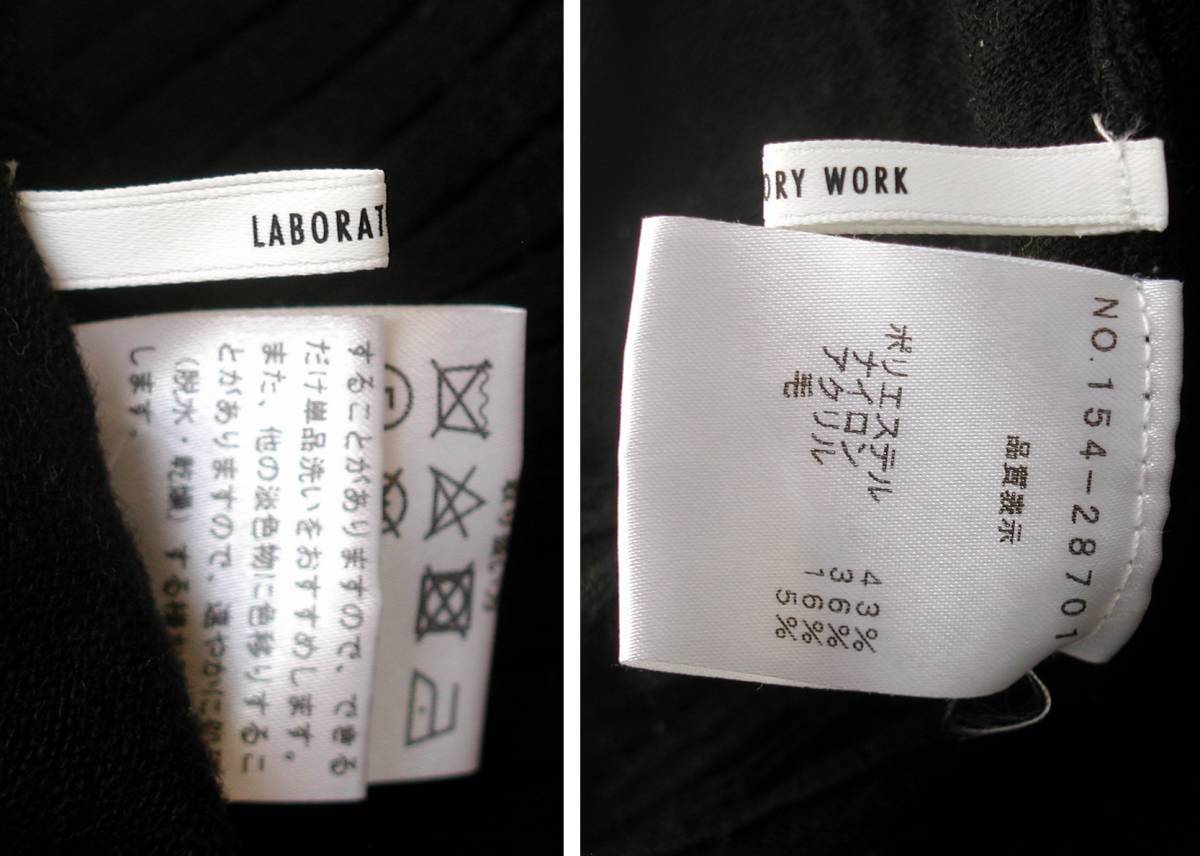 LABORAT
することがありますので、できる
だけ単品洗いをおすすめします。
また、他の淡色物に色移りするこ
とがありますので、速やかに
（脱水・乾燥）する様
します。
ORY WORK
NO. 154-28701
品質表示
ポリエステル 43%
ナイロン 36%
アクリル 16%
毛 5%